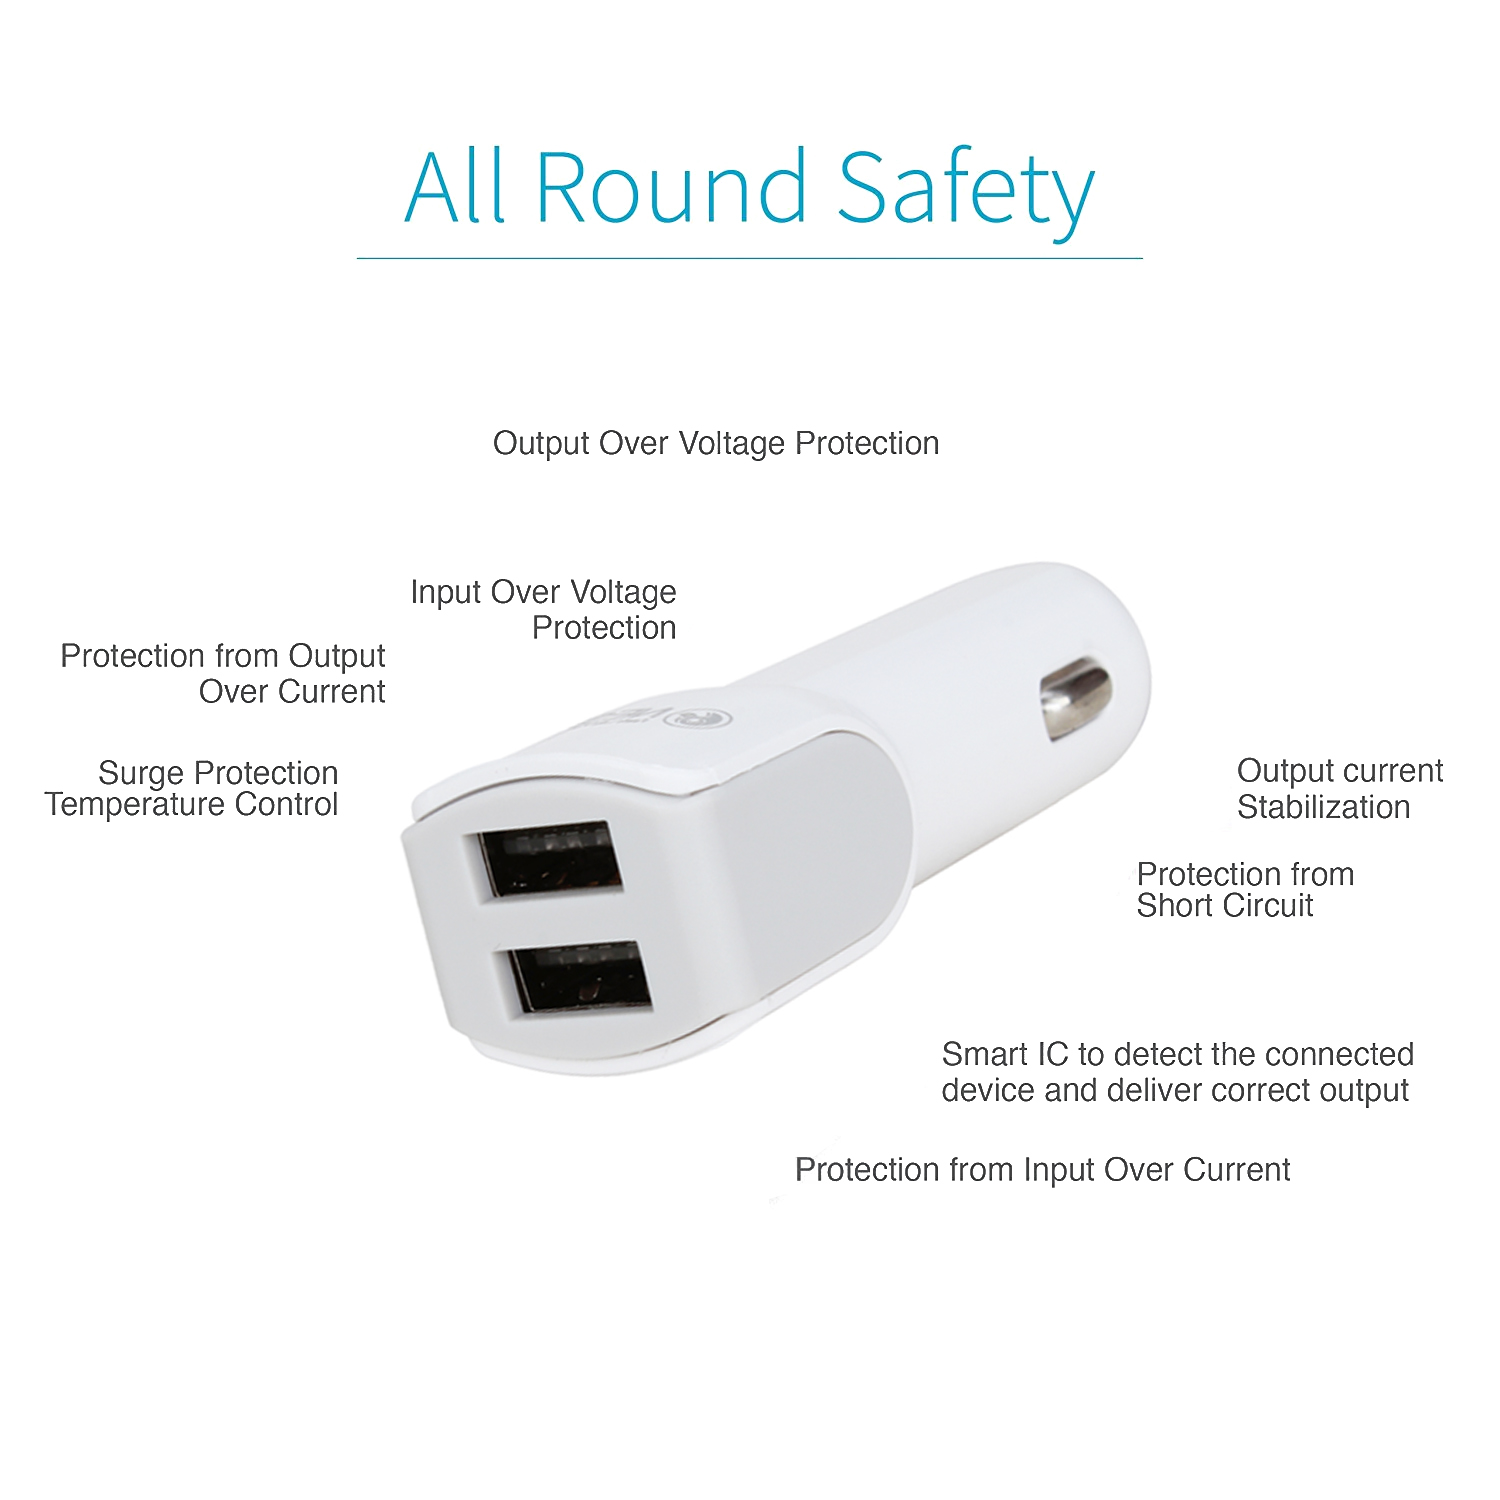 All Round Safety
Output Over Voltage Protection
Input Over Voltage
Protection
Protection from Output
Over Current
Surge Protection
Temperature Control
Output current
Stabilization
Protection from
Short Circuit
Smart IC to detect the connected
device and deliver correct output
Protection from Input Over Current